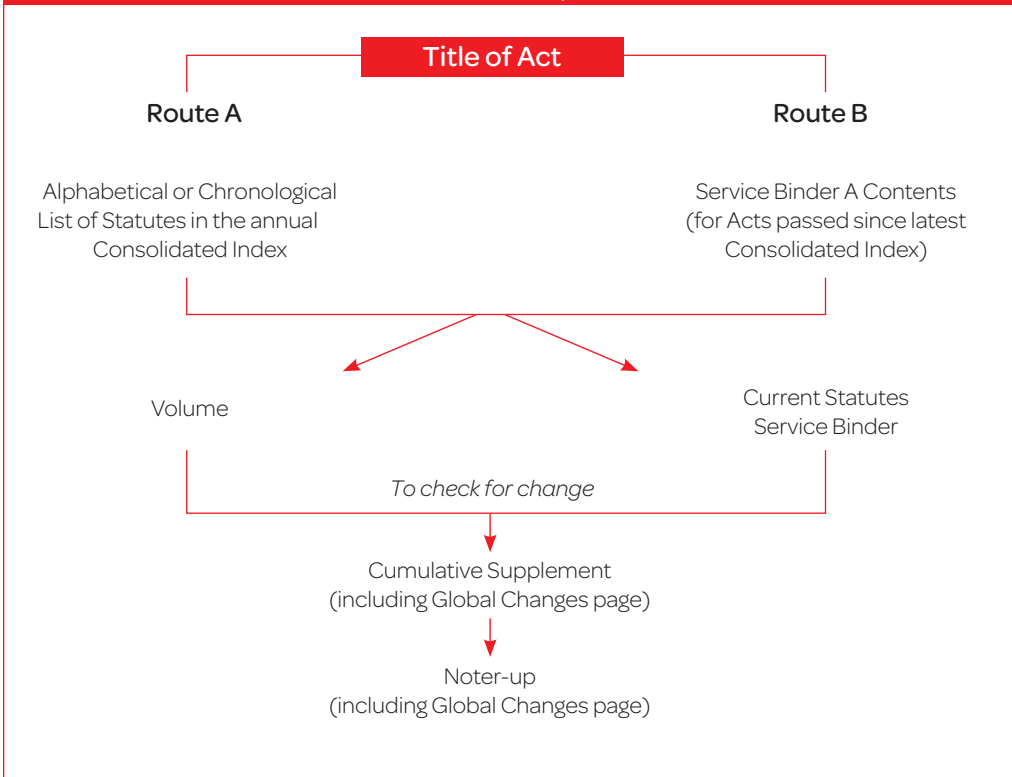 Title of Act
Route A
Route B
Alphabetical or Chronological
List of Statutes in the annual
Consolidated Index
Service Binder A Contents
(for Acts passed since latest
Consolidated Index)
Volume
Current Statutes
Service Binder
To check for change
Cumulative Supplement
(including Global Changes page)
Noter-up
(including Global Changes page)